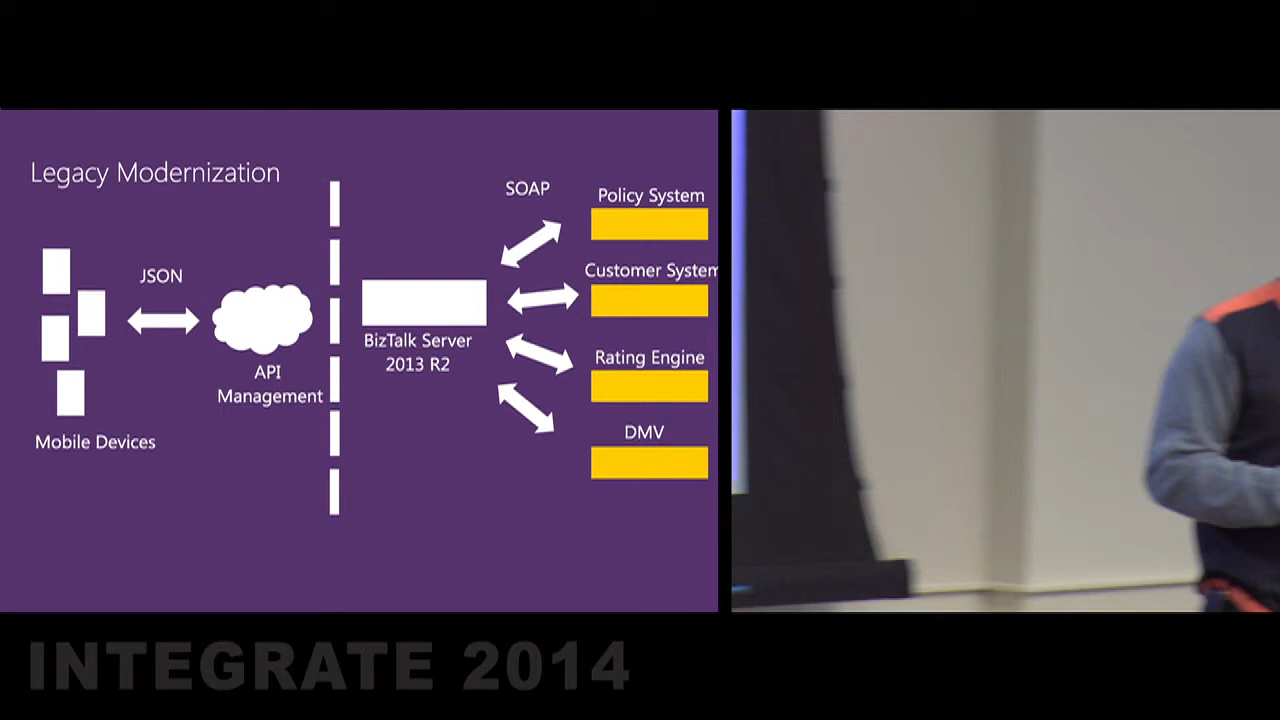 Legacy Modernization
SOAP
Policy System
JSON
Customer System
BizTalk Server
2013 R2
API
Management
Rating Engine
DMV
Mobile Devices
INTEGRATE 2014